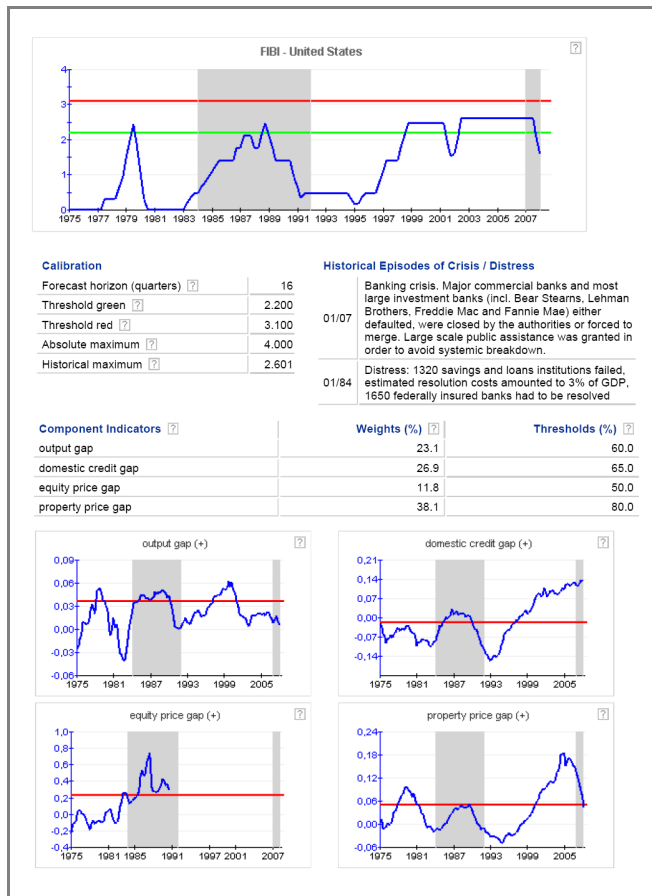 FIBI - United States
?
4
3
2
1
0
1975 1977 1979 1981 1983 1985 1987 1989 1991 1993 1995 1997 1999 2001 2003 2005 2007
Calibration
Forecast horizon (quarters) ? 16
Threshold green ? 2.200
Threshold red ? 3.100
Absolute maximum ? 4.000
Historical maximum ? 2.601
Historical Episodes of Crisis / Distress
01/07
Banking crisis. Major commercial banks and most
large investment banks (incl. Bear Stearns, Lehman
Brothers, Freddie Mac and Fannie Mae) either
defaulted, were closed by the authorities or forced to
merge. Large scale public assistance was granted in
order to avoid systemic breakdown.
01/84
Distress: 1320 savings and loans institutions failed,
estimated resolution costs amounted to 3% of GDP,
1650 federally insured banks had to be resolved
Component Indicators ? Weights (%) ? Thresholds (%) ?
output gap 23.1 60.0
domestic credit gap 26.9 65.0
equity price gap 11.8 50.0
property price gap 38.1 80.0
output gap (+)
?
0,09
0,06
0,03
0,00
-0,03
-0,06
1975 1981 1987 1993 1999 2005
domestic credit gap (+)
?
0,21
0,14
0,07
0,00
-0,07
-0,14
1975 1981 1987 1993 1999 2005
equity price gap (+)
?
1,0
0,8
0,6
0,4
0,2
0,0
-0,2
-0,4
1975 1981 1985 1991 1997 2001 2007
property price gap (+)
?
0,24
0,18
0,12
0,06
0,00
-0,06
1975 1981 1987 1993 1999 2005